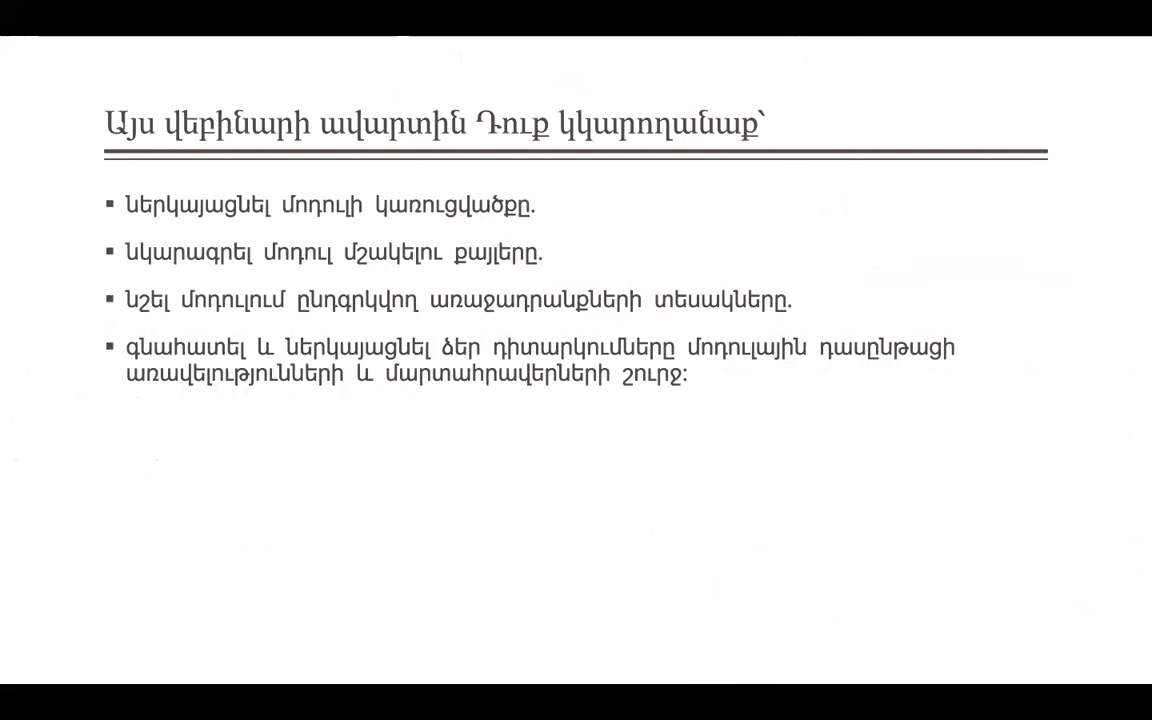 Այս վեբինարի ավարտին Դուք կկարողանաք՝
▪ ներկայացնել մոդուլի կառուցվածքը.
▪ նկարագրել մոդուլ մշակելու քայլերը.
▪ նշել մոդուլում ընդգրկվող առաջադրանքների տեսակները.
▪ գնահատել և ներկայացնել ձեր դիտարկումները մոդուլային դասընթացի
առավելությունների և մարտահրավերների շուրջ: